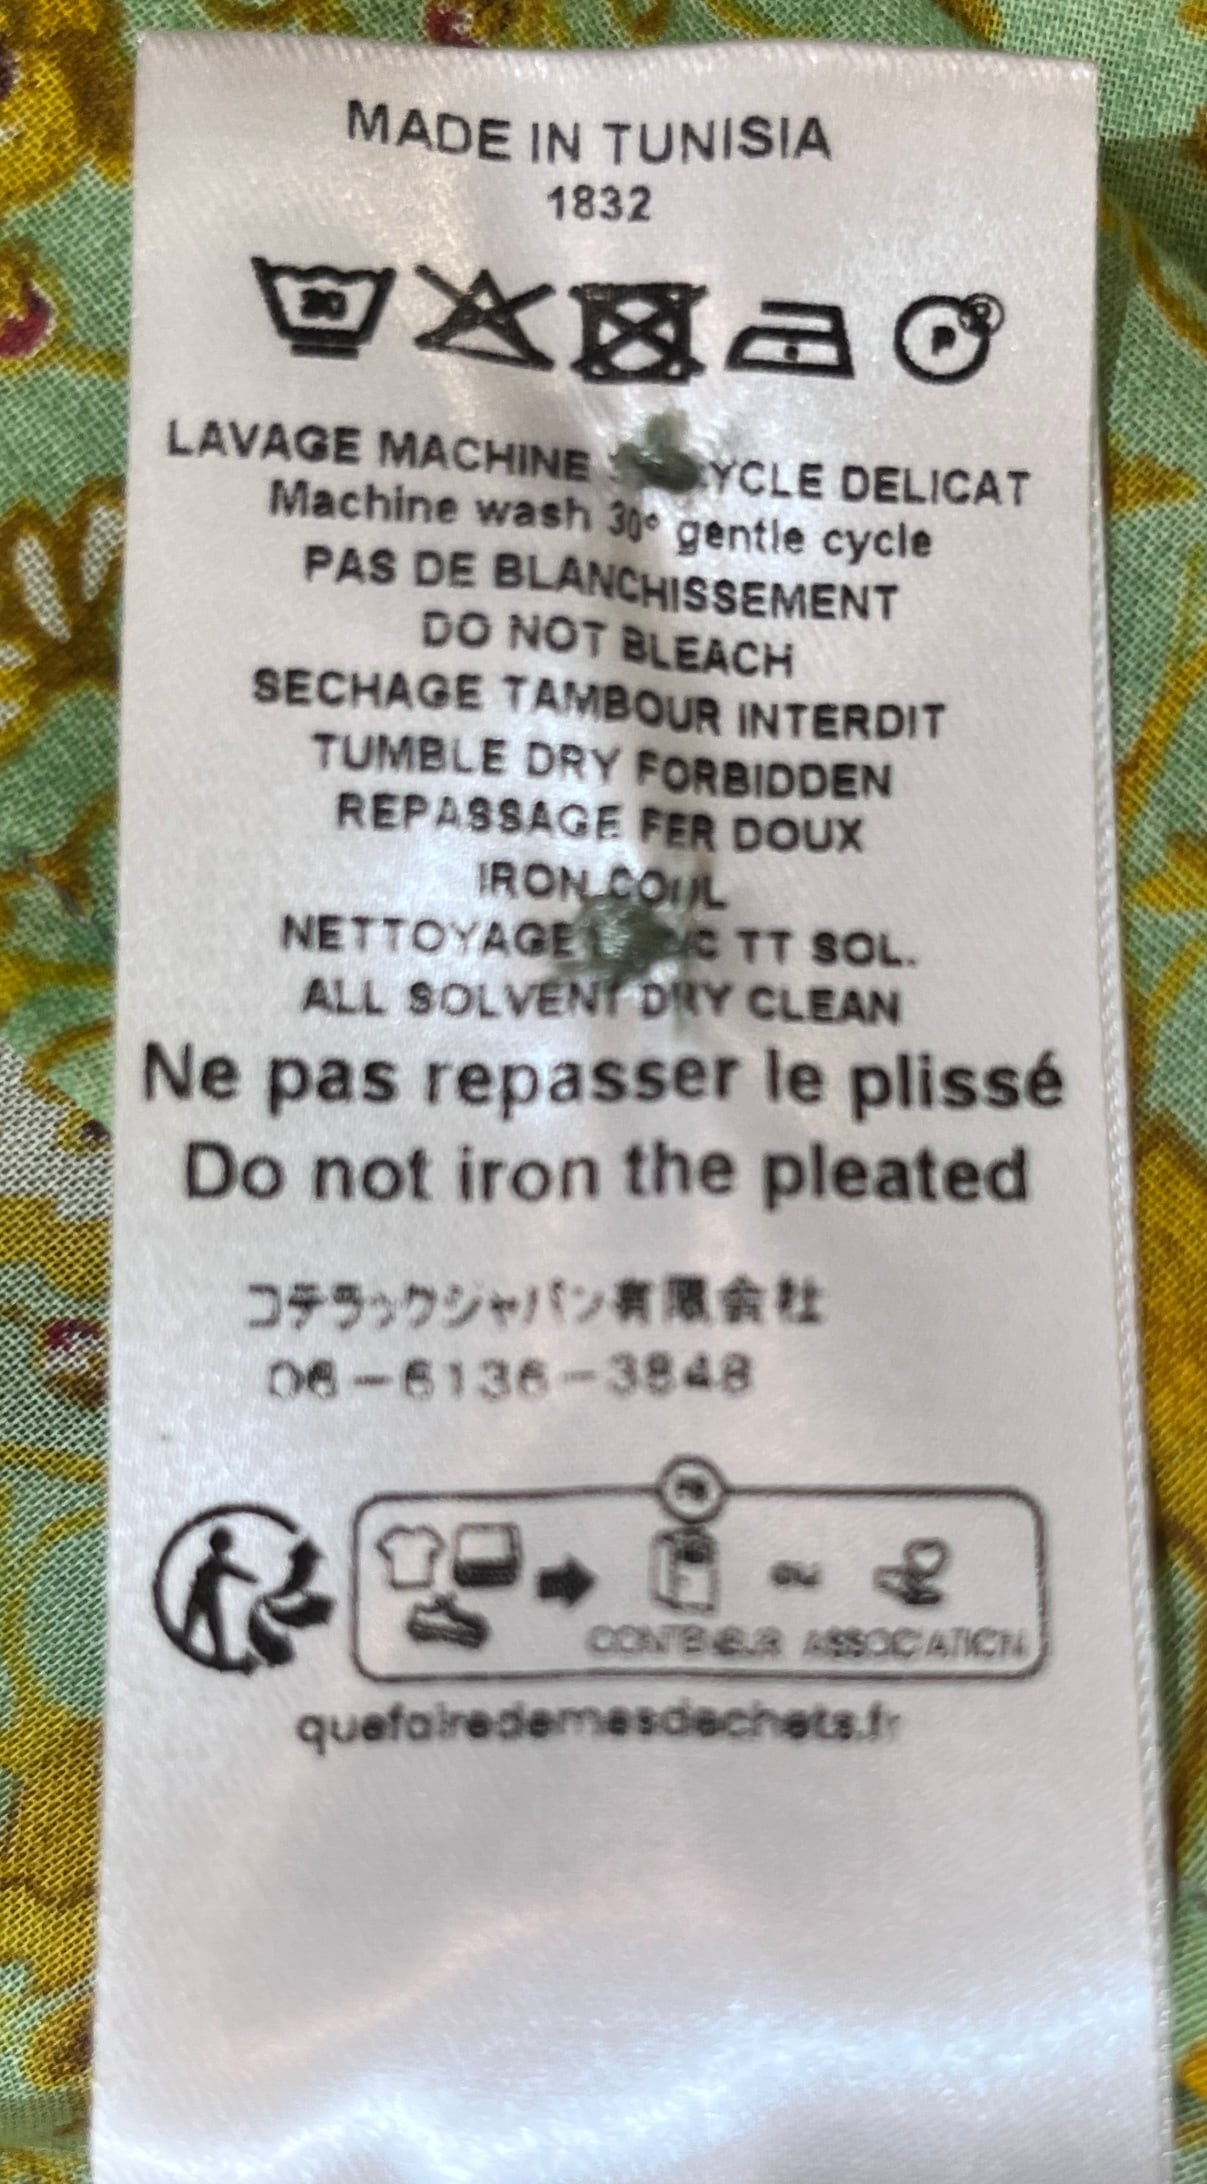 MADE IN TUNISIA
1832
30
P
LAVAGE MACHINE CYCLE DELICAT
Machine wash 30° gentle cycle
PAS DE BLANCHISSEMENT
DO NOT BLEACH
SECHAGE TAMBOUR INTERDIT
TUMBLE DRY FORBIDDEN
REPASSAGE FER DOUX
IRON COOL
NETTOYAGE TT SOL.
ALL SOLVENT DRY CLEAN
Ne pas repasser le plissé
Do not iron the pleated
コテラックジャパン有限会社
06-6136-3848
OU
CONTENEUR ASSOCIATION
quefairedemesdechets.fr